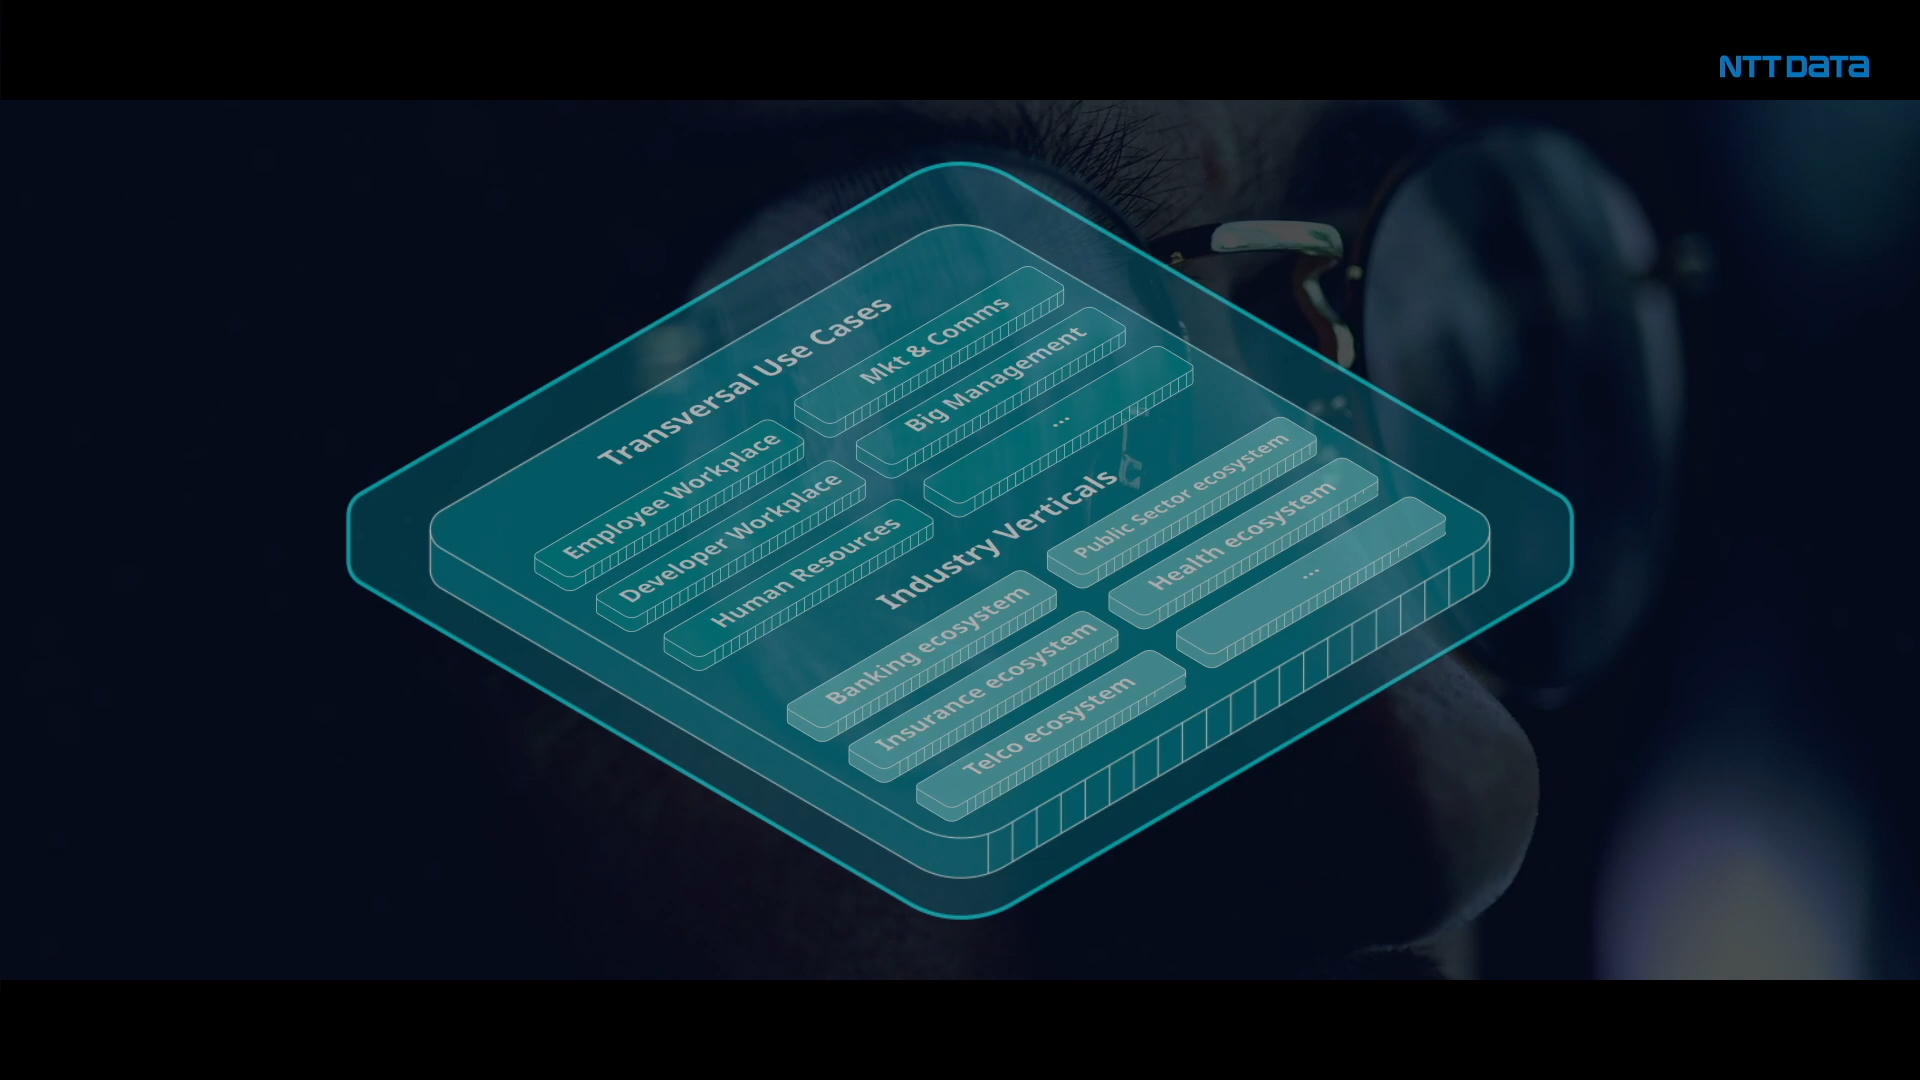 NTT DATA
Transversal Use Cases
Employee Workplace
Developer Workplace
Human Resources
Mkt & Comms
Big Management
...
Industry Verticals
Banking ecosystem
Insurance ecosystem
Telco ecosystem
Public Sector ecosystem
Health ecosystem
...